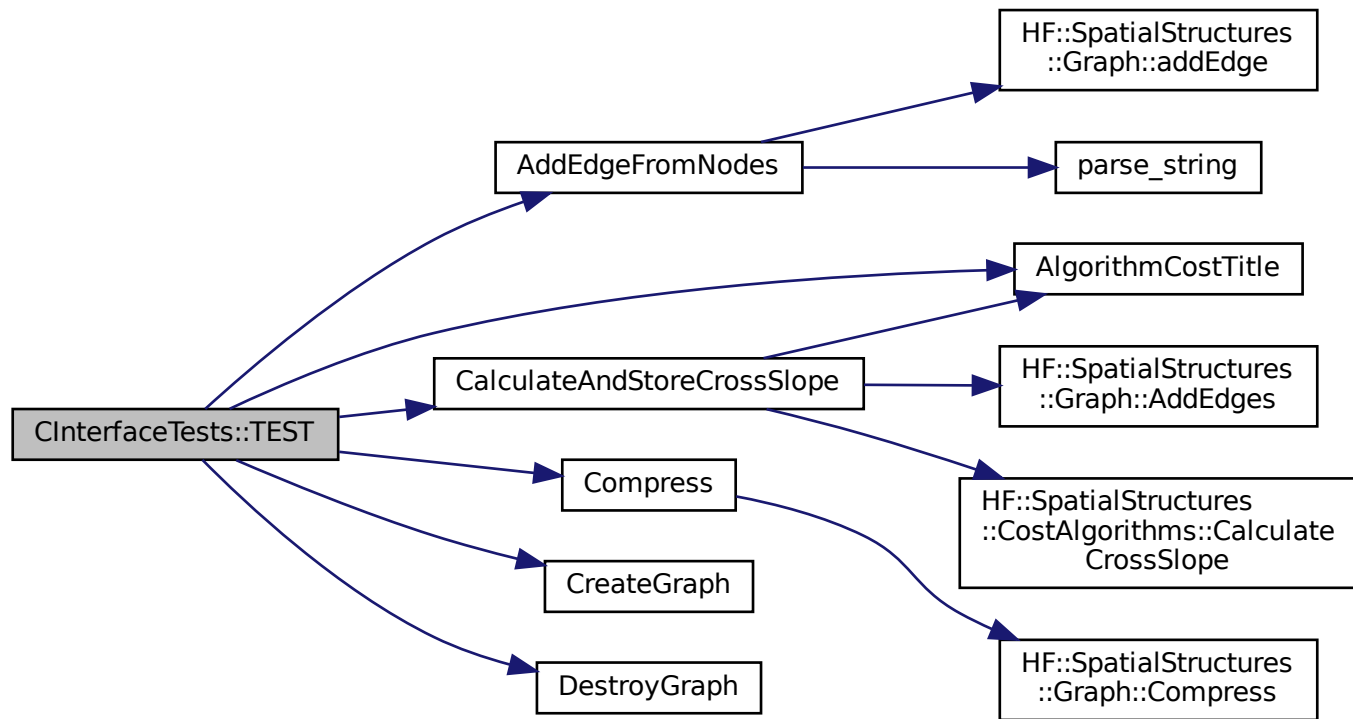 HF::SpatialStructures
::Graph::addEdge
AddEdgeFromNodes
parse_string
AlgorithmCostTitle
CalculateAndStoreCrossSlope
HF::SpatialStructures
::Graph::AddEdges
CInterfaceTests::TEST
Compress
HF::SpatialStructures
::CostAlgorithms::Calculate
CrossSlope
CreateGraph
HF::SpatialStructures
::Graph::Compress
DestroyGraph